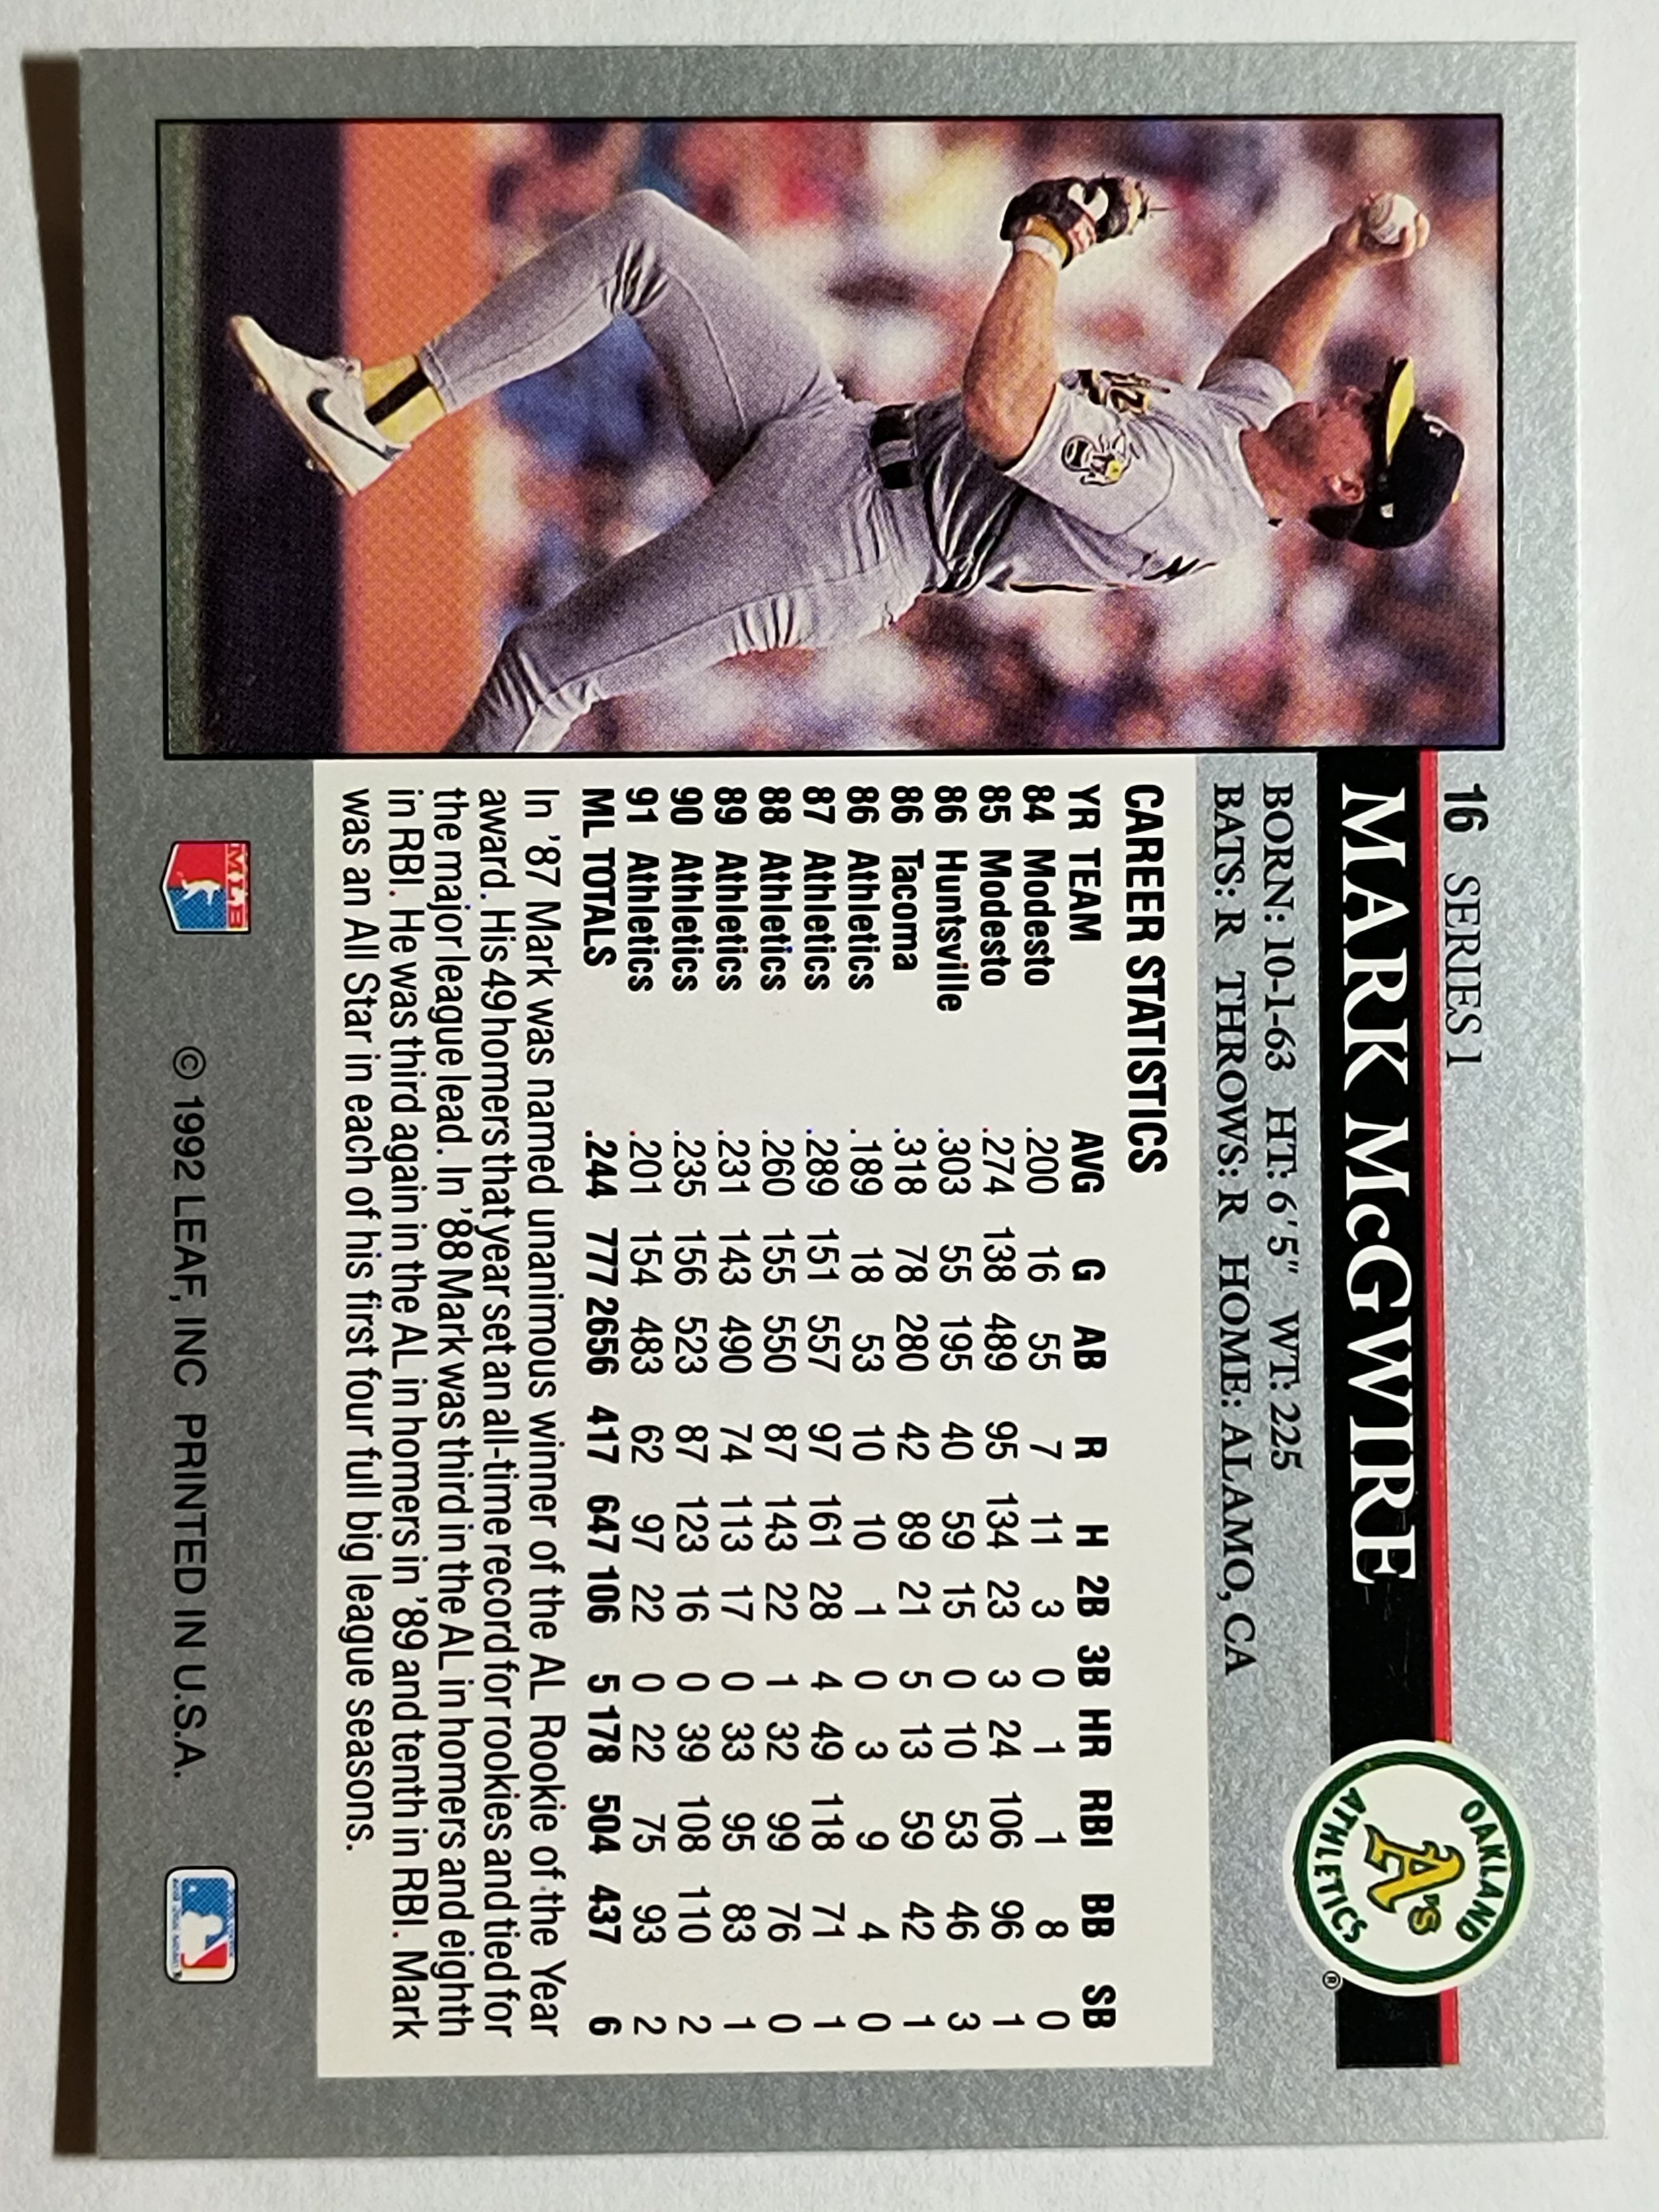 16 SERIES 1
MARK McGWIRE
OAKLAND
A's
ATHLETICS
®
BORN: 10-1-63 HT: 6'5" WT: 225
BATS: R THROWS: R HOME: ALAMO, CA
CAREER STATISTICS
YR TEAM AVG G AB R H 2B 3B HR RBI BB SB
84 Modesto .200 16 55 7 11 3 0 1 1 8 0
85 Modesto .274 138 489 95 134 23 3 24 106 96 1
86 Huntsville .303 55 195 40 59 15 0 10 53 46 3
86 Tacoma .318 78 280 42 89 21 5 13 59 42 1
86 Athletics .189 18 53 10 10 1 0 3 9 4 0
87 Athletics .289 151 557 97 161 28 4 49 118 71 1
88 Athletics .260 155 550 87 143 22 1 32 99 76 0
89 Athletics .231 143 490 74 113 17 0 33 95 83 1
90 Athletics .235 156 523 87 123 16 0 39 108 110 2
91 Athletics .201 154 483 62 97 22 0 22 75 93 2
ML TOTALS .244 777 2656 417 647 106 5 178 504 437 6
In '87 Mark was named unanimous winner of the AL Rookie of the Year
award. His 49 homers that year set an all-time record for rookies and tied for
the major league lead. In '88 Mark was third in the AL in homers and eighth
in RBI. He was third again in the AL in homers in '89 and tenth in RBI. Mark
was an All Star in each of his first four full big league seasons.
MLB
© 1992 LEAF, INC PRINTED IN U.S.A.